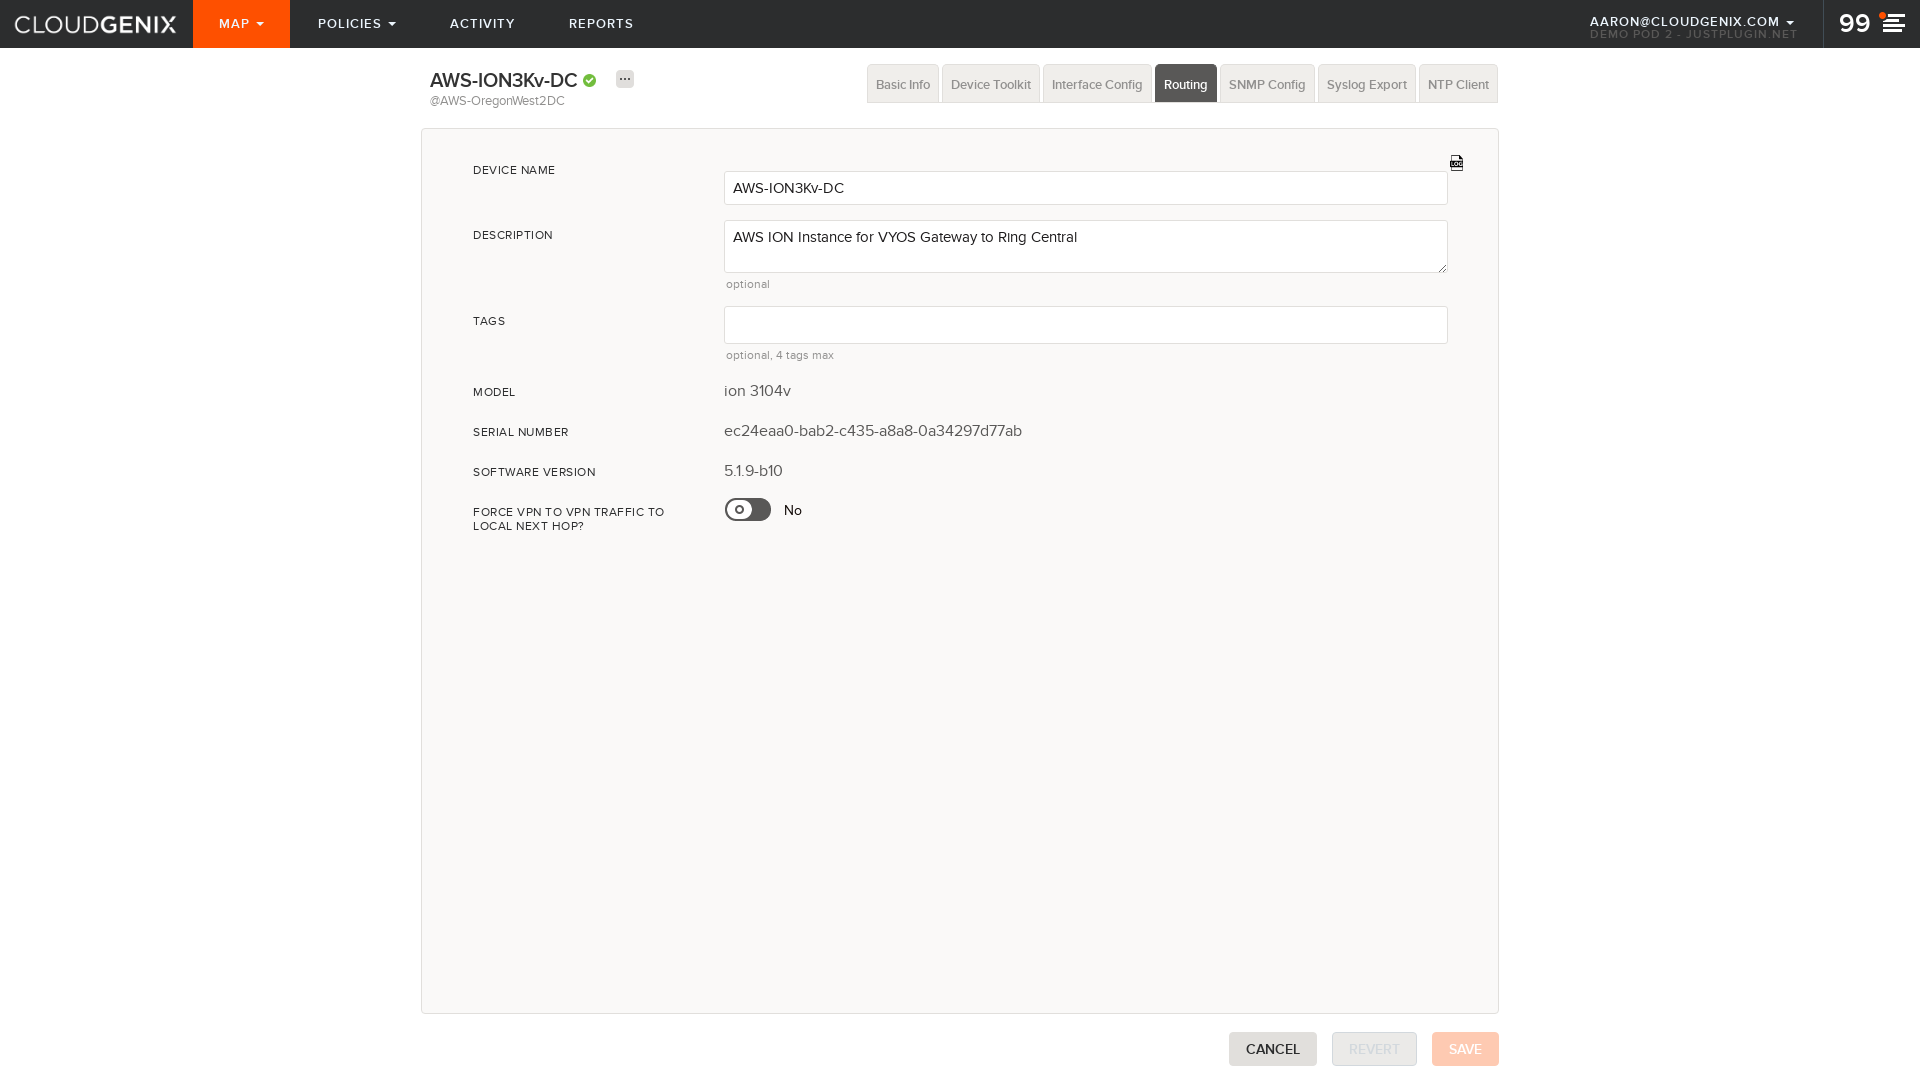 CLOUDGENIX MAP POLICIES ACTIVITY REPORTS AARON@CLOUDGENIX.COM 99
DEMO POD 2 - JUSTPLUGIN.NET
AWS-ION3Kv-DC
@AWS-OregonWest2DC
Basic Info Device Toolkit Interface Config Routing SNMP Config Syslog Export NTP Client
LOG
DEVICE NAME
AWS-ION3Kv-DC
DESCRIPTION
AWS ION Instance for VYOS Gateway to Ring Central
optional
TAGS
optional, 4 tags max
MODEL
ion 3104v
SERIAL NUMBER
ec24eaa0-bab2-c435-a8a8-0a34297d77ab
SOFTWARE VERSION
5.1.9-b10
FORCE VPN TO VPN TRAFFIC TO
LOCAL NEXT HOP?
No
CANCEL REVERT SAVE